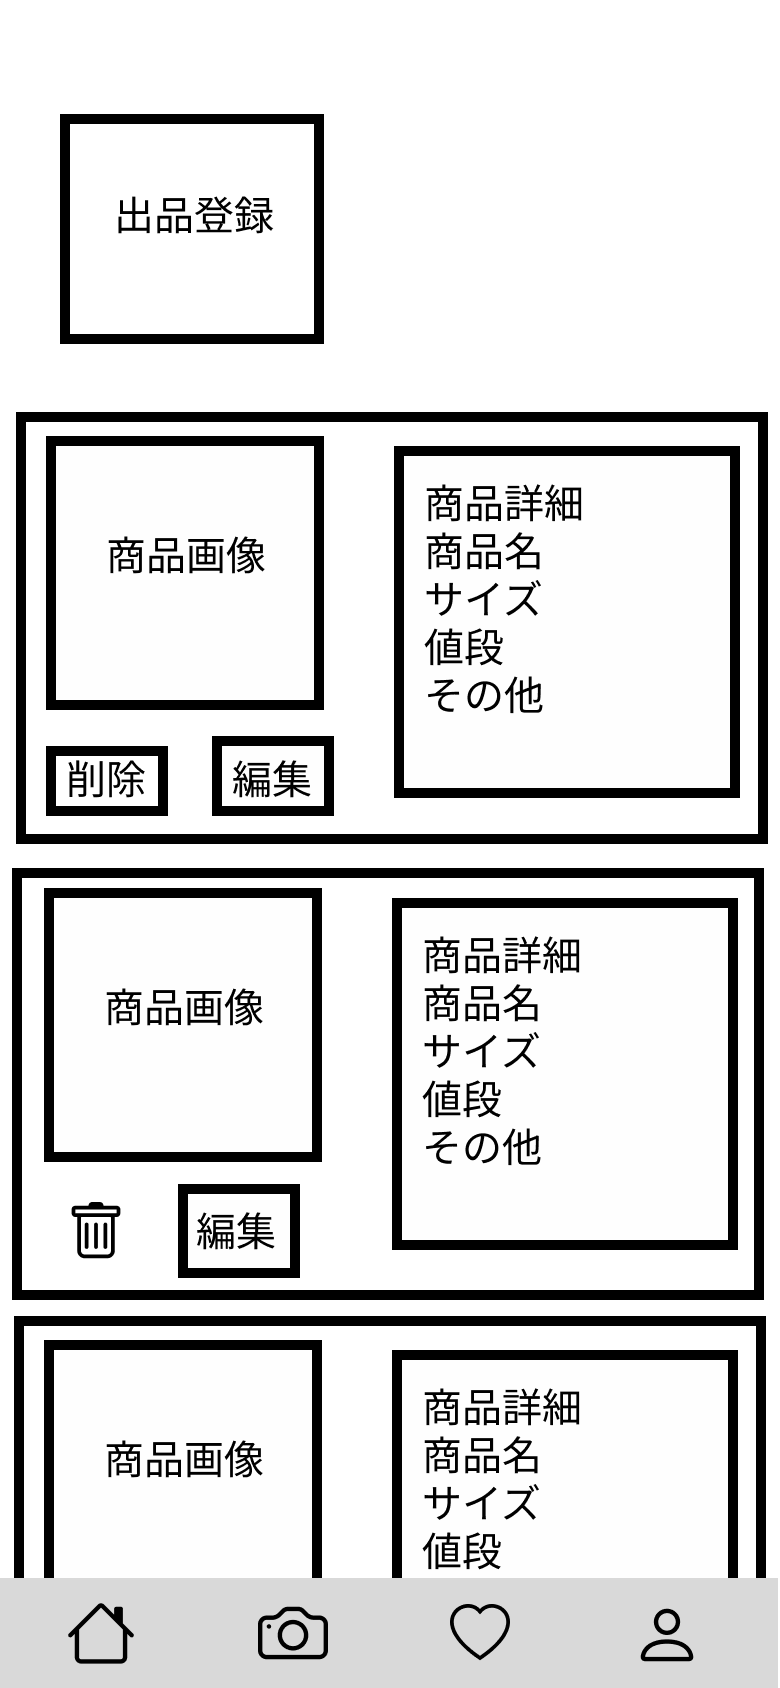 出品登録
商品画像
商品詳細
商品名
サイズ
値段
その他
削除
編集
商品画像
商品詳細
商品名
サイズ
値段
その他
編集
商品画像
商品詳細
商品名
サイズ
値段